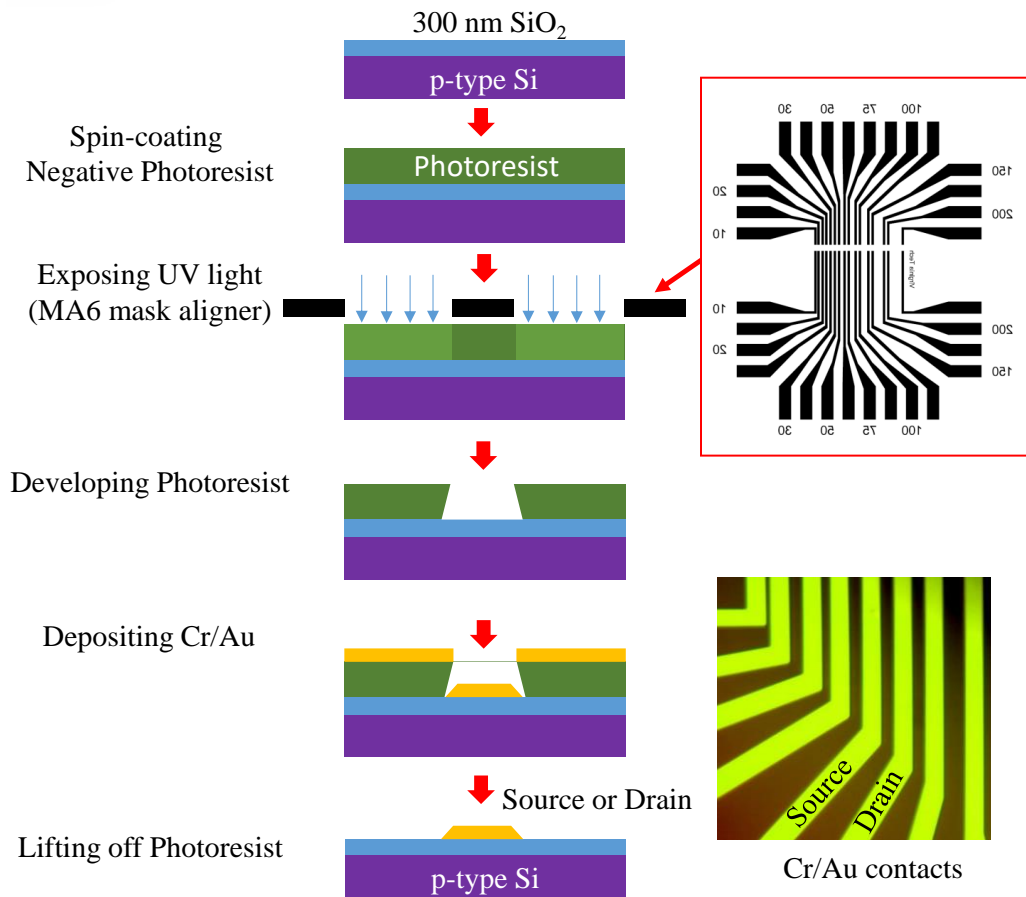 300 nm SiO₂
p-type Si
Spin-coating
Negative Photoresist
Photoresist
Exposing UV light
(MA6 mask aligner)
30 50 75 100
150
20
200
10
Virginia Tech
10
200
20
150
30 50 75 100
Developing Photoresist
Depositing Cr/Au
Source or Drain
Lifting off Photoresist
p-type Si
Source
Drain
Cr/Au contacts